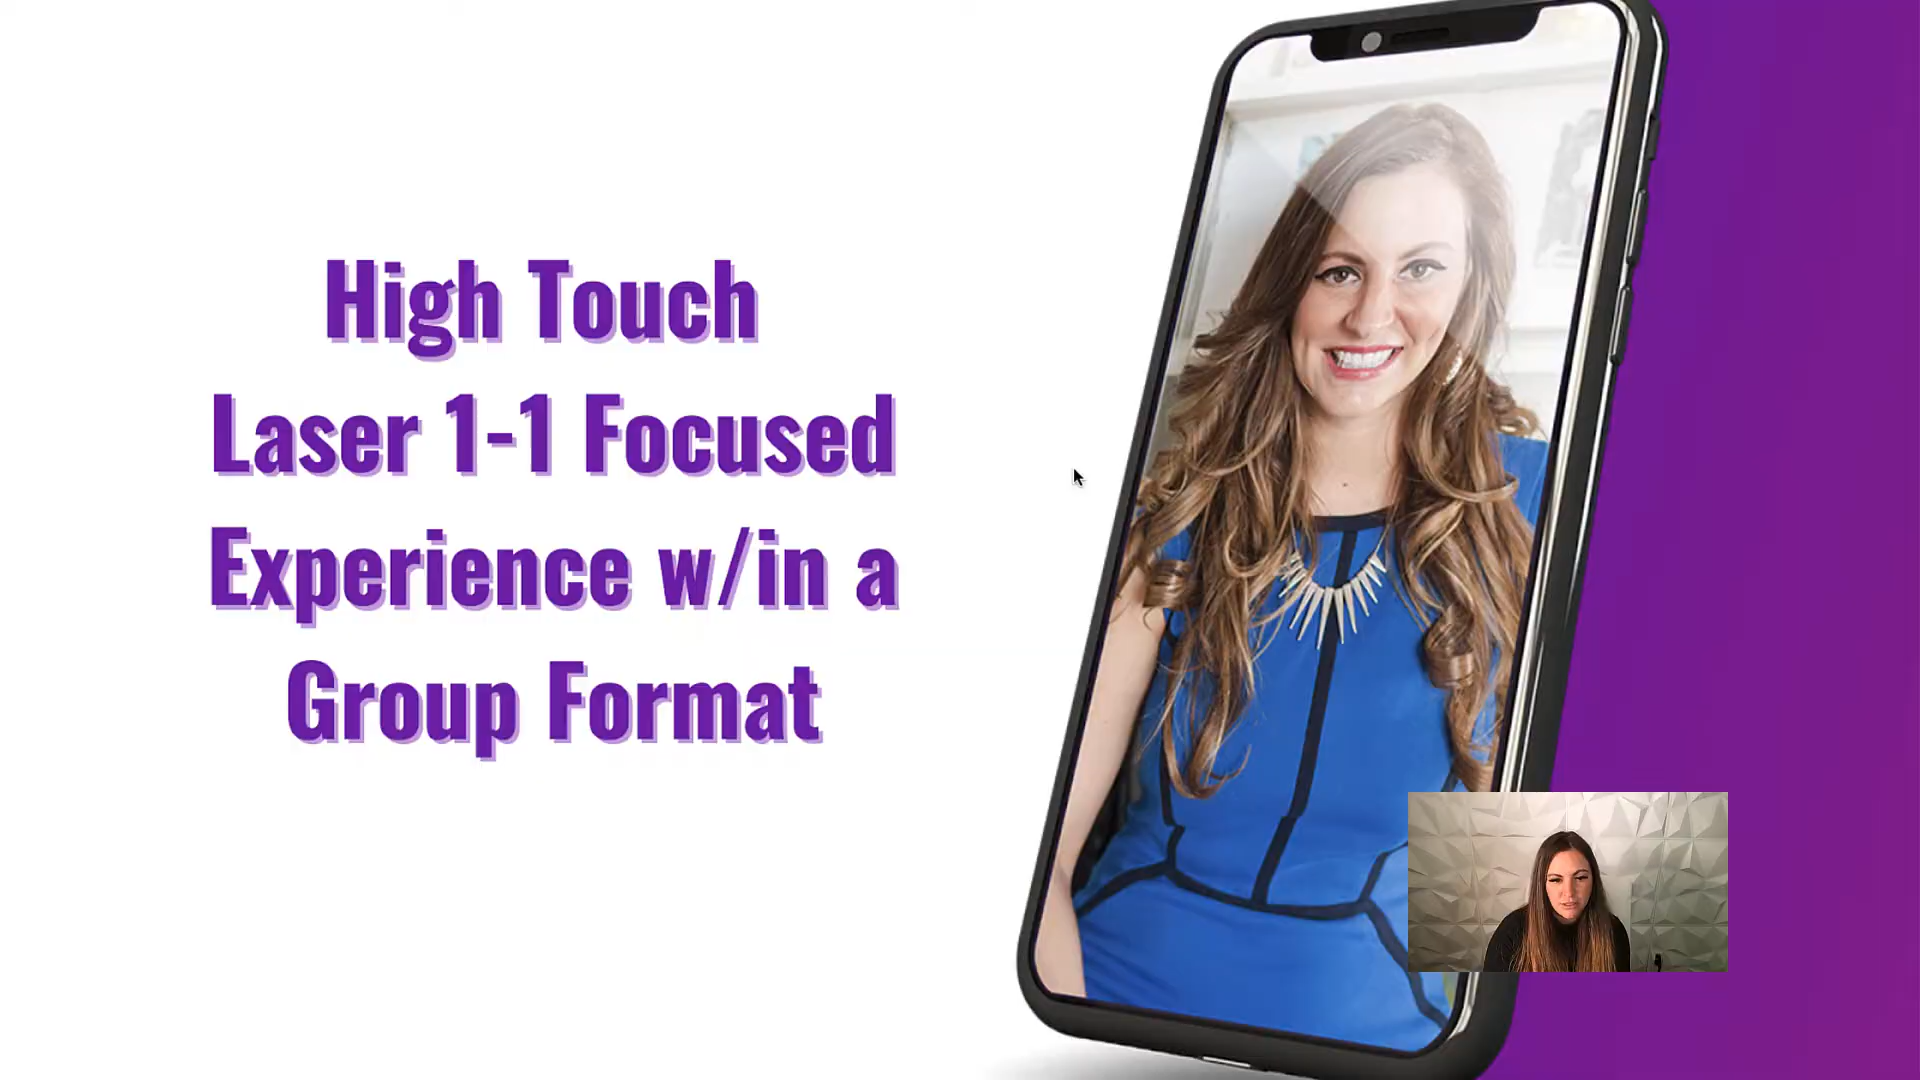 High Touch
Laser 1-1 Focused
Experience w/in a
Group Format